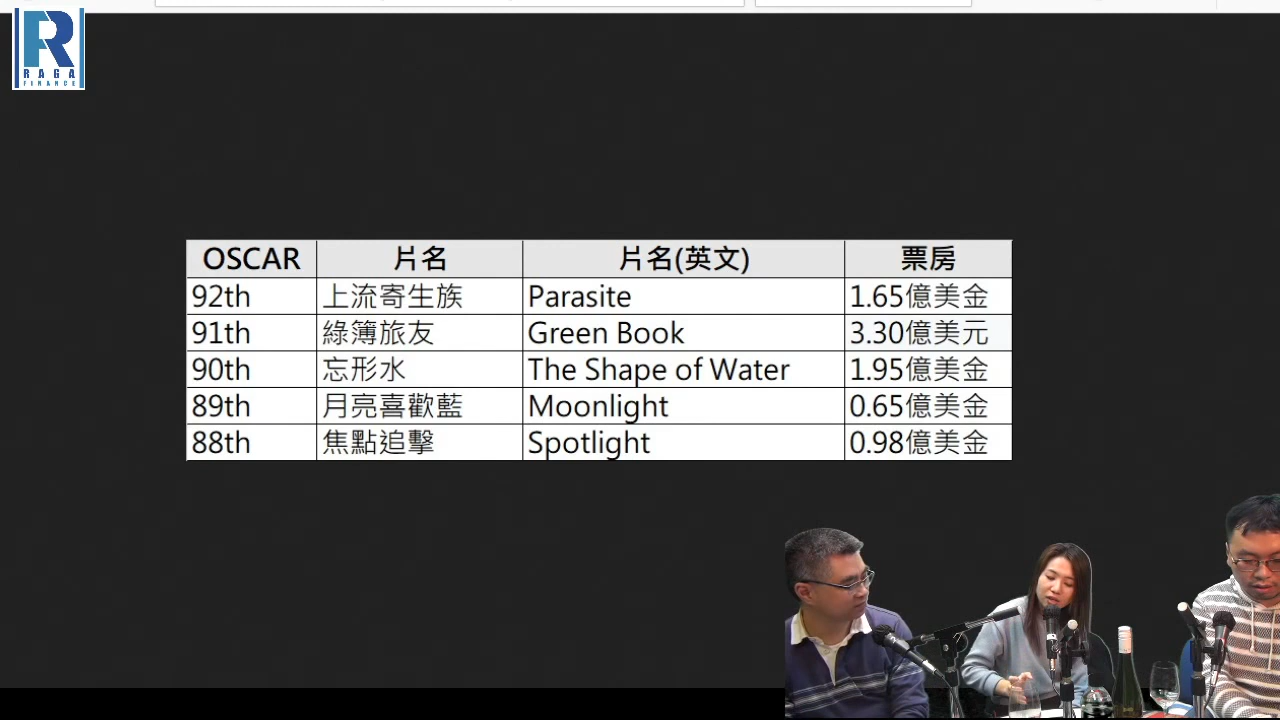 RAGA
FINANCE
OSCAR 片名 片名(英文) 票房
92th 上流寄生族 Parasite 1.65億美金
91th 綠簿旅友 Green Book 3.30億美元
90th 忘形水 The Shape of Water 1.95億美金
89th 月亮喜歡藍 Moonlight 0.65億美金
88th 焦點追擊 Spotlight 0.98億美金